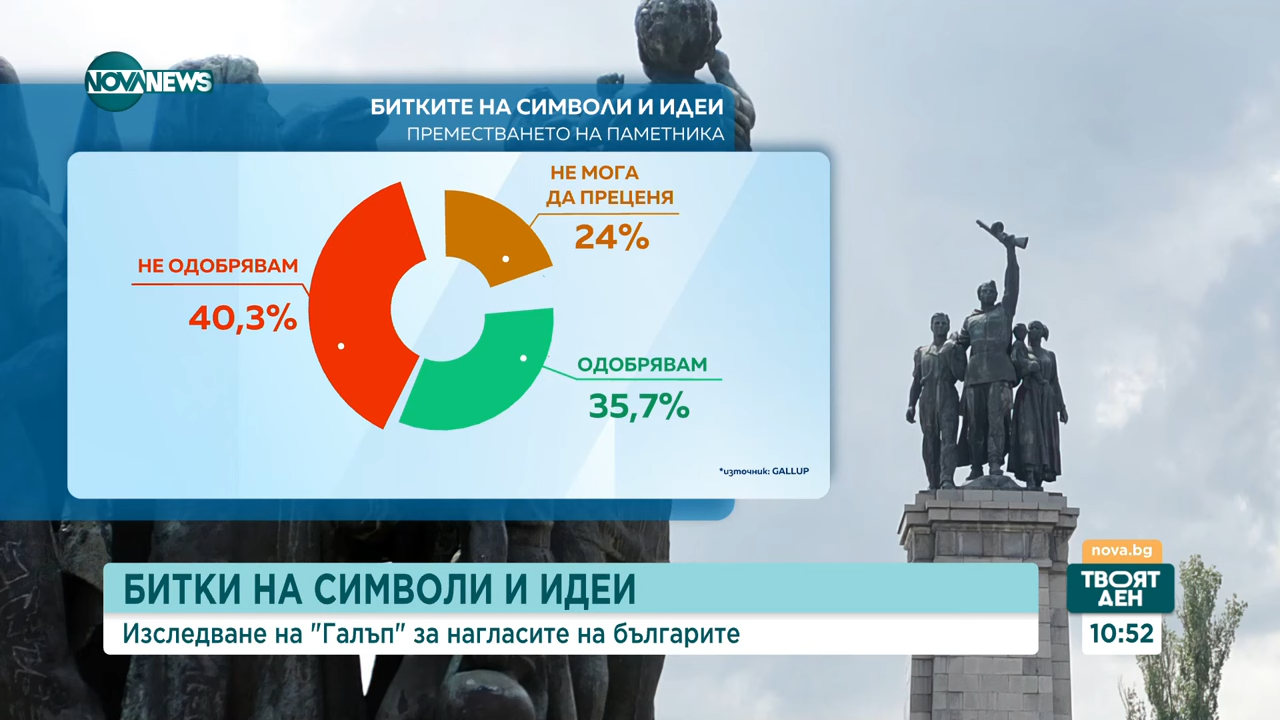 NOVANEWS
БИТКИТЕ НА СИМВОЛИ И ИДЕИ
ПРЕМЕСТВАНЕТО НА ПАМЕТНИКА
НЕ МОГА
ДА ПРЕЦЕНЯ
24%
НЕ ОДОБРЯВАМ
40,3%
ОДОБРЯВАМ
35,7%
*източник: GALLUP
nova.bg
ТВОЯТ
ДЕН
10:52
БИТКИ НА СИМВОЛИ И ИДЕИ
Изследване на "Галъп" за нагласите на българите